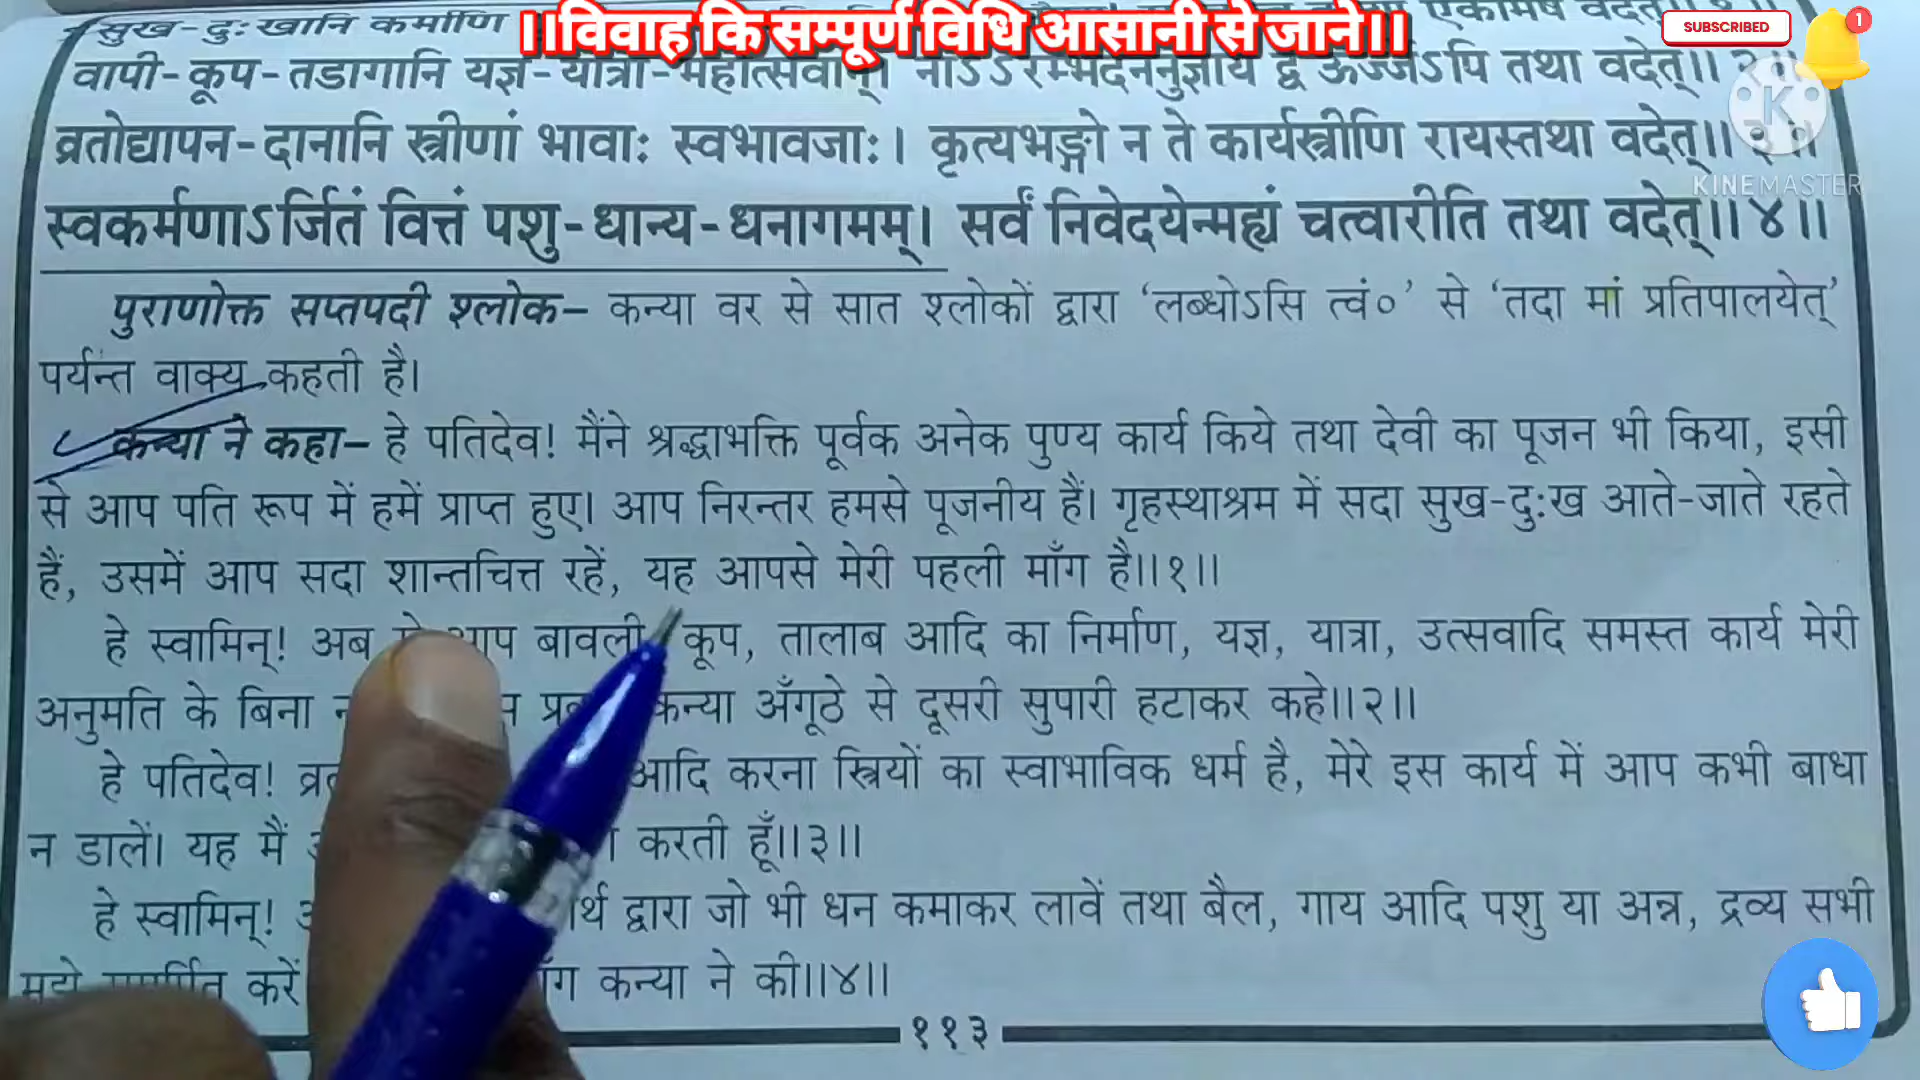 ।।विवाह कि सम्पूर्ण विधि आसानी से जाने।।
SUBSCRIBED
1
K
KINEMASTER
सुख-दुःखानि कर्माणि
वापी-कूप-तडागानि यज्ञ-यात्रा-महोत्सवान्। तथा वदेत्।।
व्रतोद्यापन-दानानि स्त्रीणां भावाः स्वभावजाः। कृत्यभङ्गो न ते कार्यस्त्रीणि रायस्तथा वदेत्।।३।।
स्वकर्मणाऽर्जितं वित्तं पशु-धान्य-धनागमम्। सर्वं निवेदयेन्मह्यं चत्वारीति तथा वदेत्।।४।।
पुराणोक्त सप्तपदी श्लोक– कन्या वर से सात श्लोकों द्वारा ‘लब्धोऽसि त्वं०’ से ‘तदा मां प्रतिपालयेत्’
पर्यन्त वाक्य कहती है।
कन्या ने कहा– हे पतिदेव! मैंने श्रद्धाभक्ति पूर्वक अनेक पुण्य कार्य किये तथा देवी का पूजन भी किया, इसी
से आप पति रूप में हमें प्राप्त हुए। आप निरन्तर हमसे पूजनीय हैं। गृहस्थाश्रम में सदा सुख-दुःख आते-जाते रहते
हैं, उसमें आप सदा शान्तचित्त रहें, यह आपसे मेरी पहली माँग है।।१।।
हे स्वामिन्! अब आप बावली कूप, तालाब आदि का निर्माण, यज्ञ, यात्रा, उत्सवादि समस्त कार्य मेरी
अनुमति के बिना कन्या अँगूठे से दूसरी सुपारी हटाकर कहे।।२।।
हे पतिदेव! आदि करना स्त्रियों का स्वाभाविक धर्म है, मेरे इस कार्य में आप कभी बाधा
न डालें। यह मैं करती हूँ।।३।।
हे स्वामिन्! द्वारा जो भी धन कमाकर लावें तथा बैल, गाय आदि पशु या अन्न, द्रव्य सभी
मुझे समर्पित करें कन्या ने की।।४।।
११३